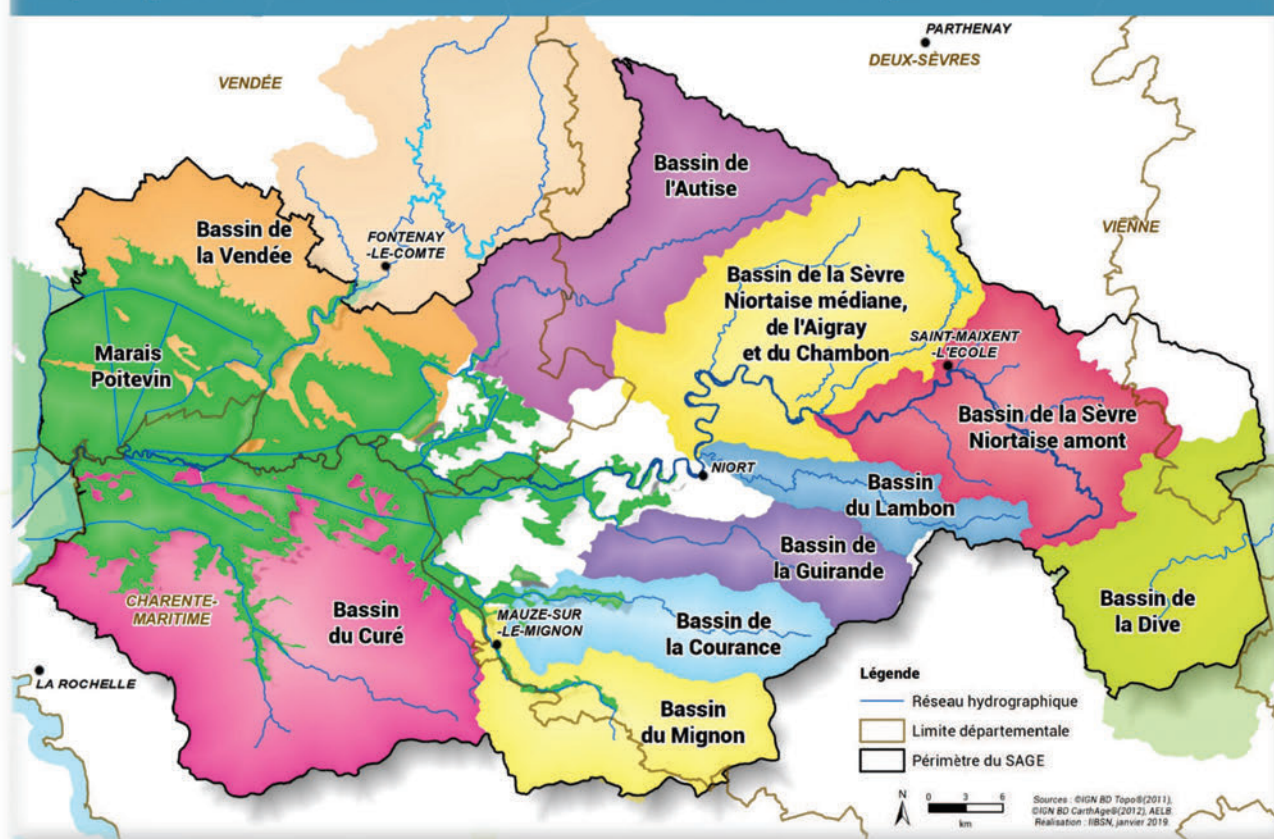 PARTHENAY
DEUX-SÈVRES
VENDÉE
Bassin de
l'Autise
VIENNE
Bassin de
la Vendée
FONTENAY
-LE-COMTE
Bassin de la Sèvre
Niortaise médiane,
de l'Aigray
et du Chambon
SAINT-MAIXENT
-L'ECOLE
Marais
Poitevin
Bassin de la Sèvre
Niortaise amont
NIORT
Bassin
du Lambon
Bassin de
la Guirande
CHARENTE-
MARITIME
Bassin
du Curé
MAUZE-SUR
-LE-MIGNON
Bassin de
la Courance
Bassin de
la Dive
LA ROCHELLE
Bassin
du Mignon
Légende
Réseau hydrographique
Limite départementale
Périmètre du SAGE
N
0 3 6
km
Sources : ©IGN BD Topo®(2011),
©IGN BD CarthAge®(2012), AELB.
Réalisation : IIBSN, janvier 2019.